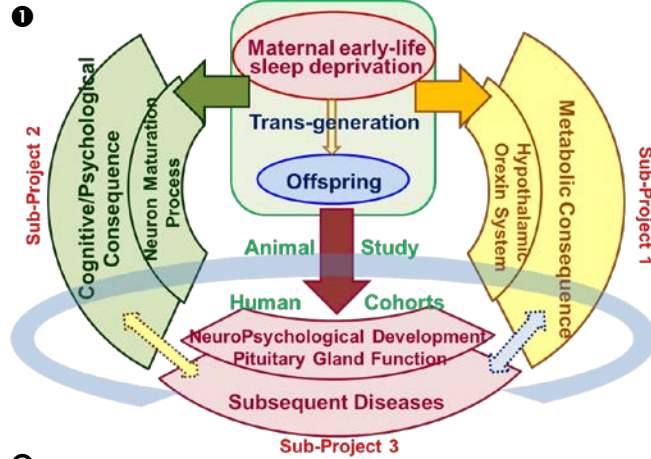 ❶
Maternal early-life
sleep deprivation
Trans-generation
Offspring
Sub-Project 2
Cognitive/Psychological
Consequence
Neuron Maturation
Process
Hypothalamic
Orexin System
Metabolic Consequence
Sub-Project 1
Animal Study
Human Cohorts
NeuroPsychological Development
Pituitary Gland Function
Subsequent Diseases
Sub-Project 3